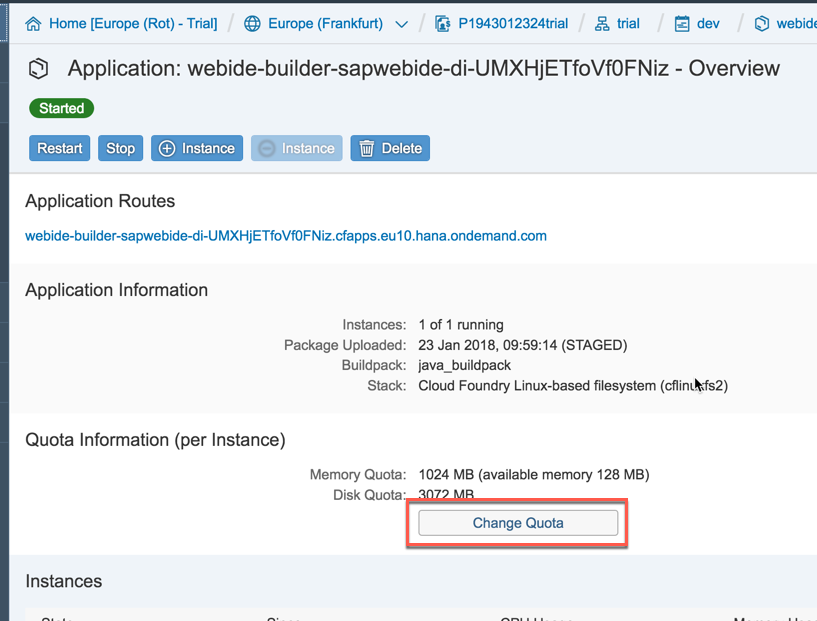 Home [Europe (Rot) - Trial] / Europe (Frankfurt) / P1943012324trial / trial / dev / webide
Application: webide-builder-sapwebide-di-UMXHjETfoVf0FNiz - Overview
Started
Restart Stop Instance Instance Delete
Application Routes
webide-builder-sapwebide-di-UMXHjETfoVf0FNiz.cfapps.eu10.hana.ondemand.com
Application Information
Instances: 1 of 1 running
Package Uploaded: 23 Jan 2018, 09:59:14 (STAGED)
Buildpack: java_buildpack
Stack: Cloud Foundry Linux-based filesystem (cflinuxfs2)
Quota Information (per Instance)
Memory Quota: 1024 MB (available memory 128 MB)
Disk Quota: 3072 MB
Change Quota
Instances